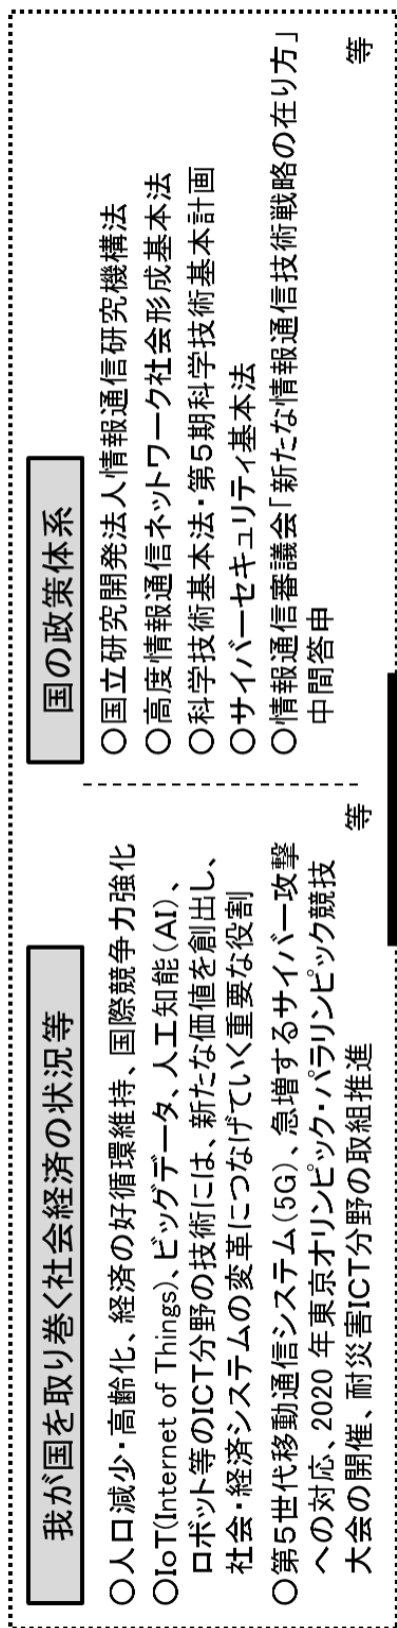 我が国を取り巻く社会経済の状況等
○人口減少・高齢化、経済の好循環維持、国際競争力強化
○IoT(Internet of Things)、ビッグデータ、人工知能(AI)、
ロボット等のICT分野の技術には、新たな価値を創出し、
社会・経済システムの変革につなげていく重要な役割
○第5世代移動通信システム(5G)、急増するサイバー攻撃
への対応、2020 年東京オリンピック・パラリンピック競技
大会の開催、耐災害ICT分野の取組推進
等
国の政策体系
○国立研究開発法人情報通信研究機構法
○高度情報通信ネットワーク社会形成基本法
○科学技術基本法・第5期科学技術基本計画
○サイバーセキュリティ基本法
○情報通信審議会「新たな情報通信技術戦略の在り方」
中間答申
等